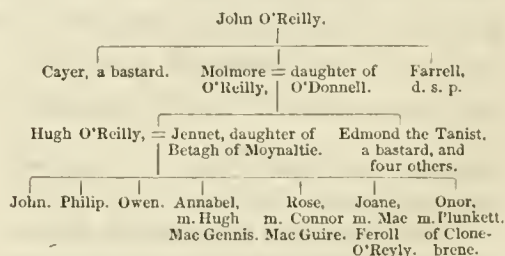 John O'Reilly.
Cayer, a bastard. Molmore = daughter of Farrell,
O'Reilly, O'Donnell. d. s. p.
Hugh O'Reilly, = Jennet, daughter of Edmond the Tanist,
Betagh of Moynaltie. a bastard, and
four others.
John. Philip. Owen. Annabel, Rose, Joane, Onor,
m. Hugh m. Connor m. Mac m. Plunkett,
Mac Gennis. Mac Guire. Feroll of Clone-
O'Reyly. brene.